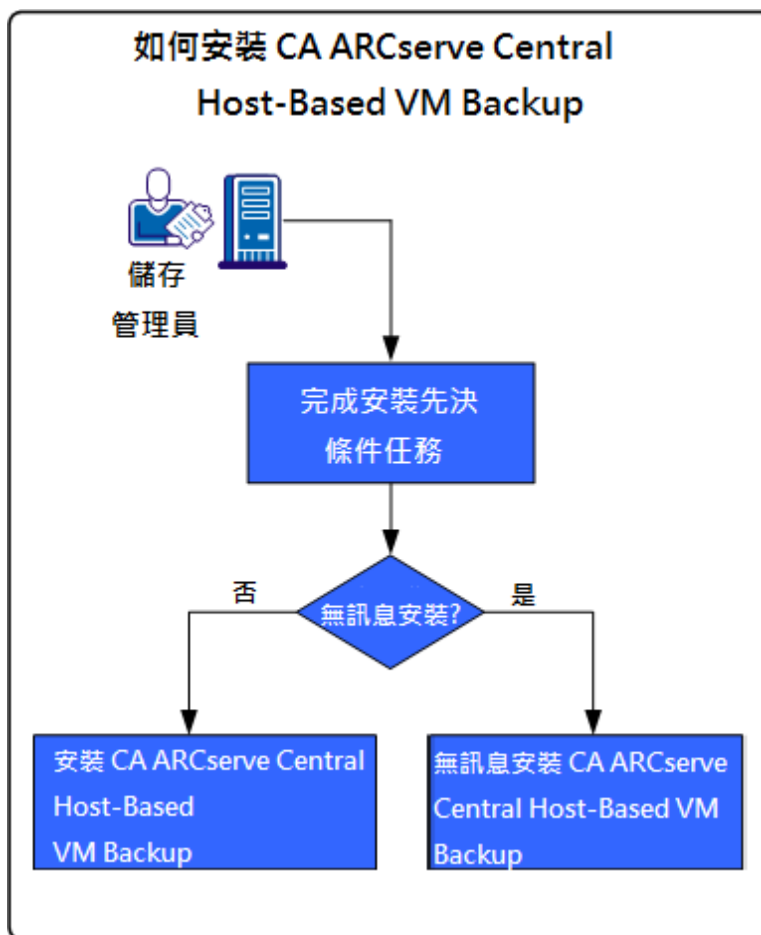 如何安裝 CA ARCserve Central
Host-Based VM Backup
儲存
管理員
完成安裝先決
條件任務
否
無訊息安裝?
是
安裝 CA ARCserve Central
Host-Based
VM Backup
無訊息安裝 CA ARCserve
Central Host-Based VM
Backup